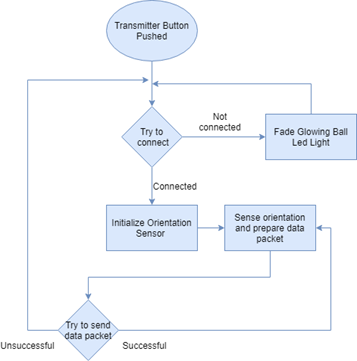 Transmitter Button
Pushed
Try to
connect
Not
connected
Fade Glowing Ball
Led Light
Connected
Initialize Orientation
Sensor
Sense orientation
and prepare data
packet
Try to send
data packet
Unsuccessful
Successful